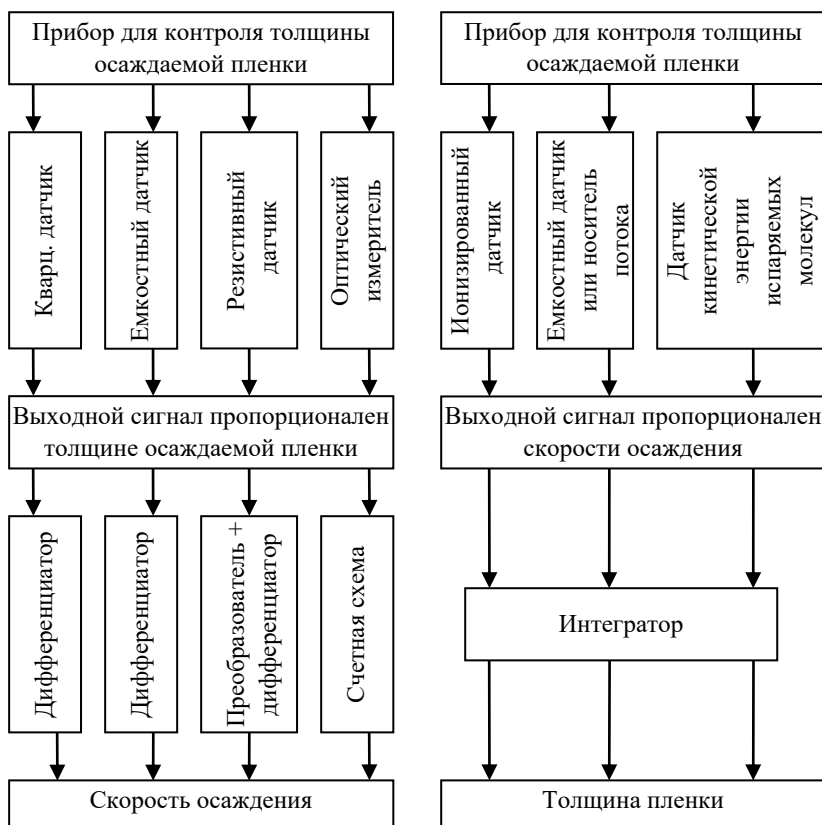 Прибор для контроля толщины
осаждаемой пленки
Кварц. датчик
Емкостный датчик
Резистивный
датчик
Оптический
измеритель
Выходной сигнал пропорционален
толщине осаждаемой пленки
Дифференциатор
Дифференциатор
Преобразователь +
дифференциатор
Счетная схема
Скорость осаждения
Прибор для контроля толщины
осаждаемой пленки
Ионизированный
датчик
Емкостный датчик
или носитель
потока
Датчик
кинетической
энергии
испаряемых
молекул
Выходной сигнал пропорционален
скорости осаждения
Интегратор
Толщина пленки